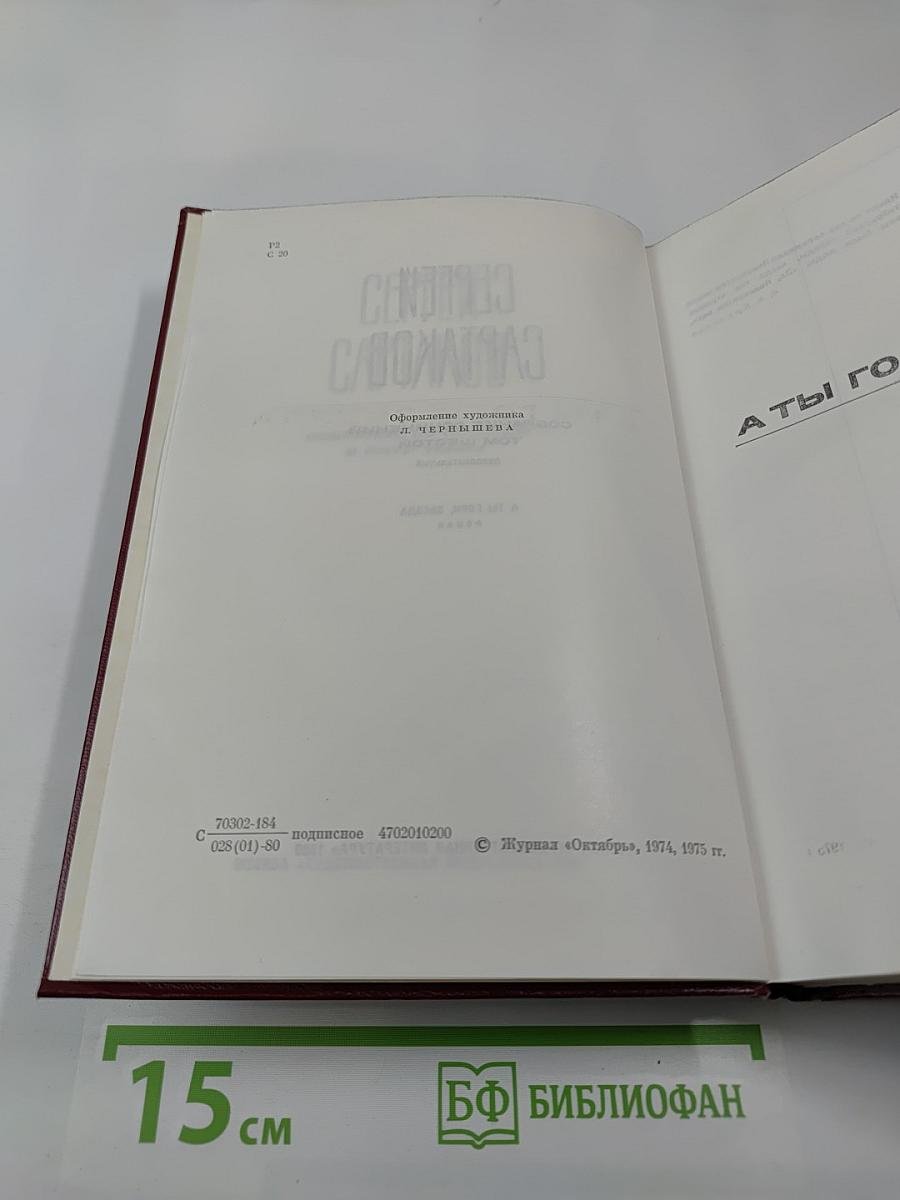 Р2
С 20
Оформление художника
Л. ЧЕРНЫШЕВА
С 70302-184 подписное 4702010200
028(01)-80
© Журнал «Октябрь», 1974, 1975 гг.
А ТЫ ГО
15 см
БФ БИБЛИОФАН